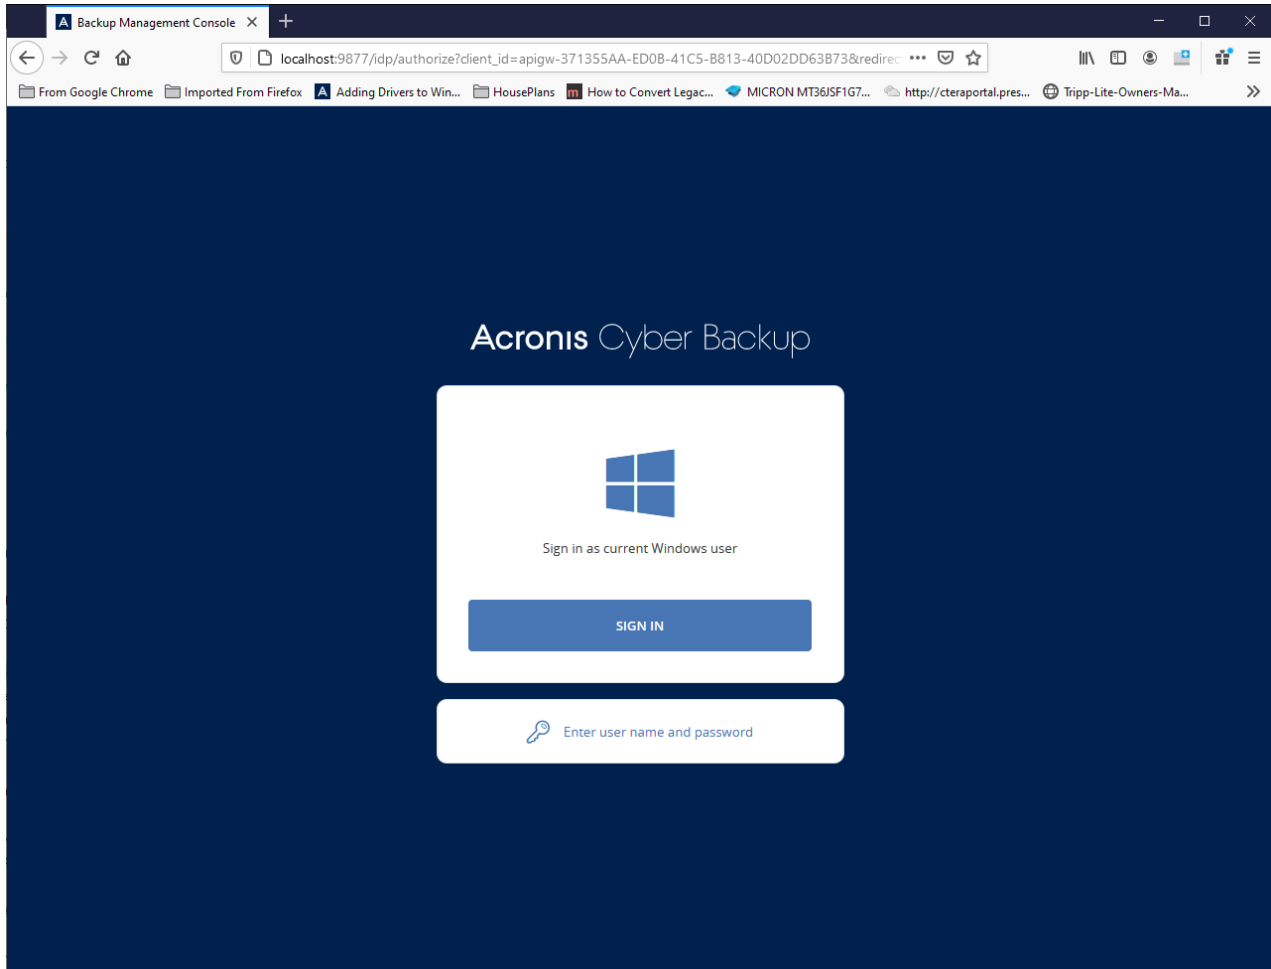 Backup Management Console
localhost:9877/idp/authorize?client_id=apigw-371355AA-ED0B-41C5-B813-40D02DD63B73&redirec
From Google Chrome Imported From Firefox Adding Drivers to Win... HousePlans How to Convert Legac... MICRON MT36JSF1G7... http://cteraportal.pres... Tripp-Lite-Owners-Ma...
Acronis Cyber Backup
Sign in as current Windows user
SIGN IN
Enter user name and password